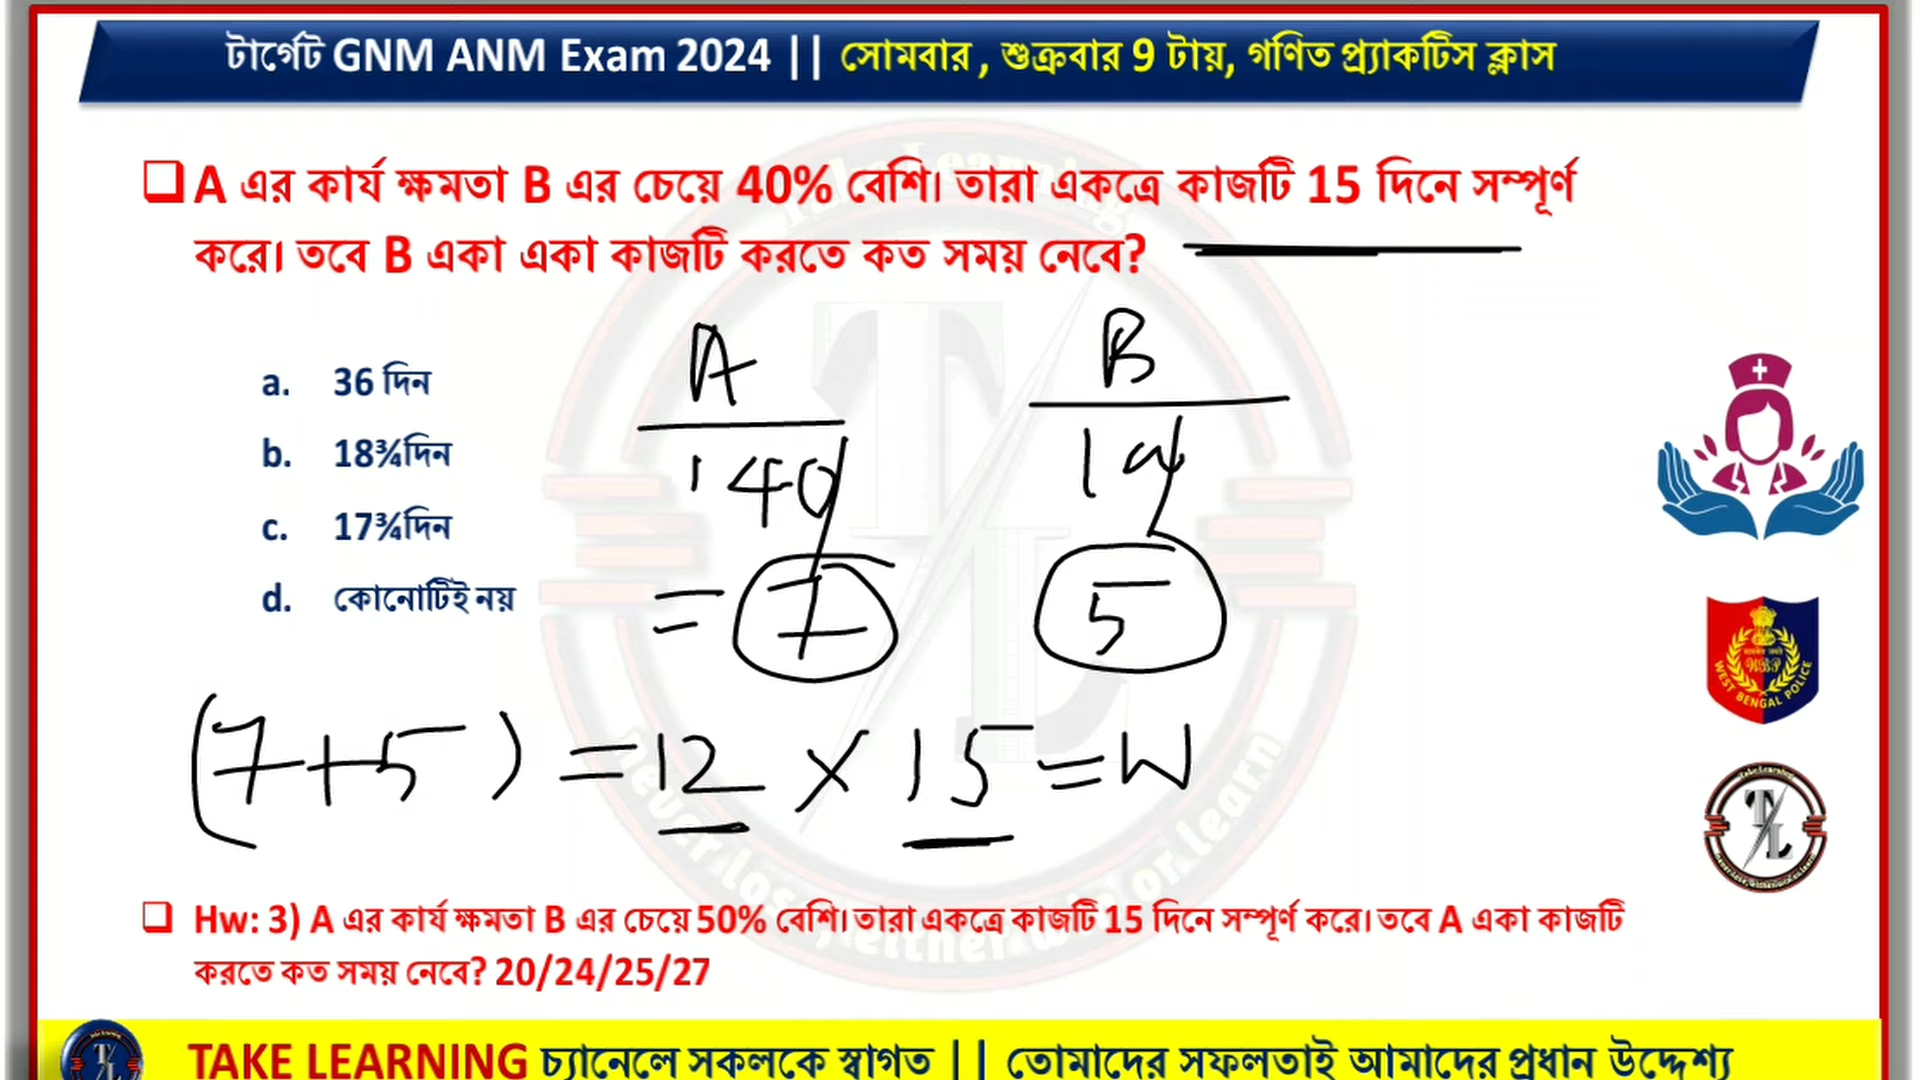 টার্গেট GNM ANM Exam 2024 || সোমবার , শুক্রবার 9 টায়, গণিত প্র্যাকটিস ক্লাস
A এর কার্য ক্ষমতা B এর চেয়ে 40% বেশি। তারা একত্রে কাজটি 15 দিনে সম্পূর্ণ
করে। তবে B একা একা কাজটি করতে কত সময় নেবে?
a. 36 দিন
b. 18¾দিন
c. 17¾দিন
d. কোনোটিই নয়
A B
140
= 7 5
(7+5) = 12 × 15 = W
WEST BENGAL POLICE
Hw: 3) A এর কার্য ক্ষমতা B এর চেয়ে 50% বেশি। তারা একত্রে কাজটি 15 দিনে সম্পূর্ণ করে। তবে A একা কাজটি
করতে কত সময় নেবে? 20/24/25/27
TAKE LEARNING চ্যানেলে সকলকে স্বাগত || তোমাদের সফলতাই আমাদের প্রধান উদ্দেশ্য